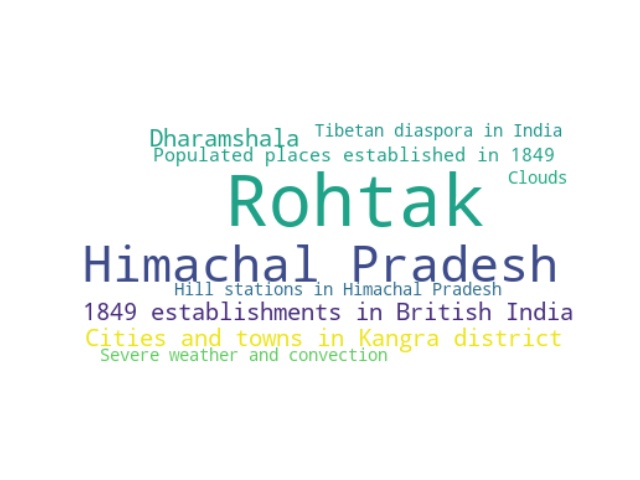 Tibetan diaspora in India
Dharamshala
Populated places established in 1849
Clouds
Rohtak
Himachal Pradesh
Hill stations in Himachal Pradesh
1849 establishments in British India
Cities and towns in Kangra district
Severe weather and convection